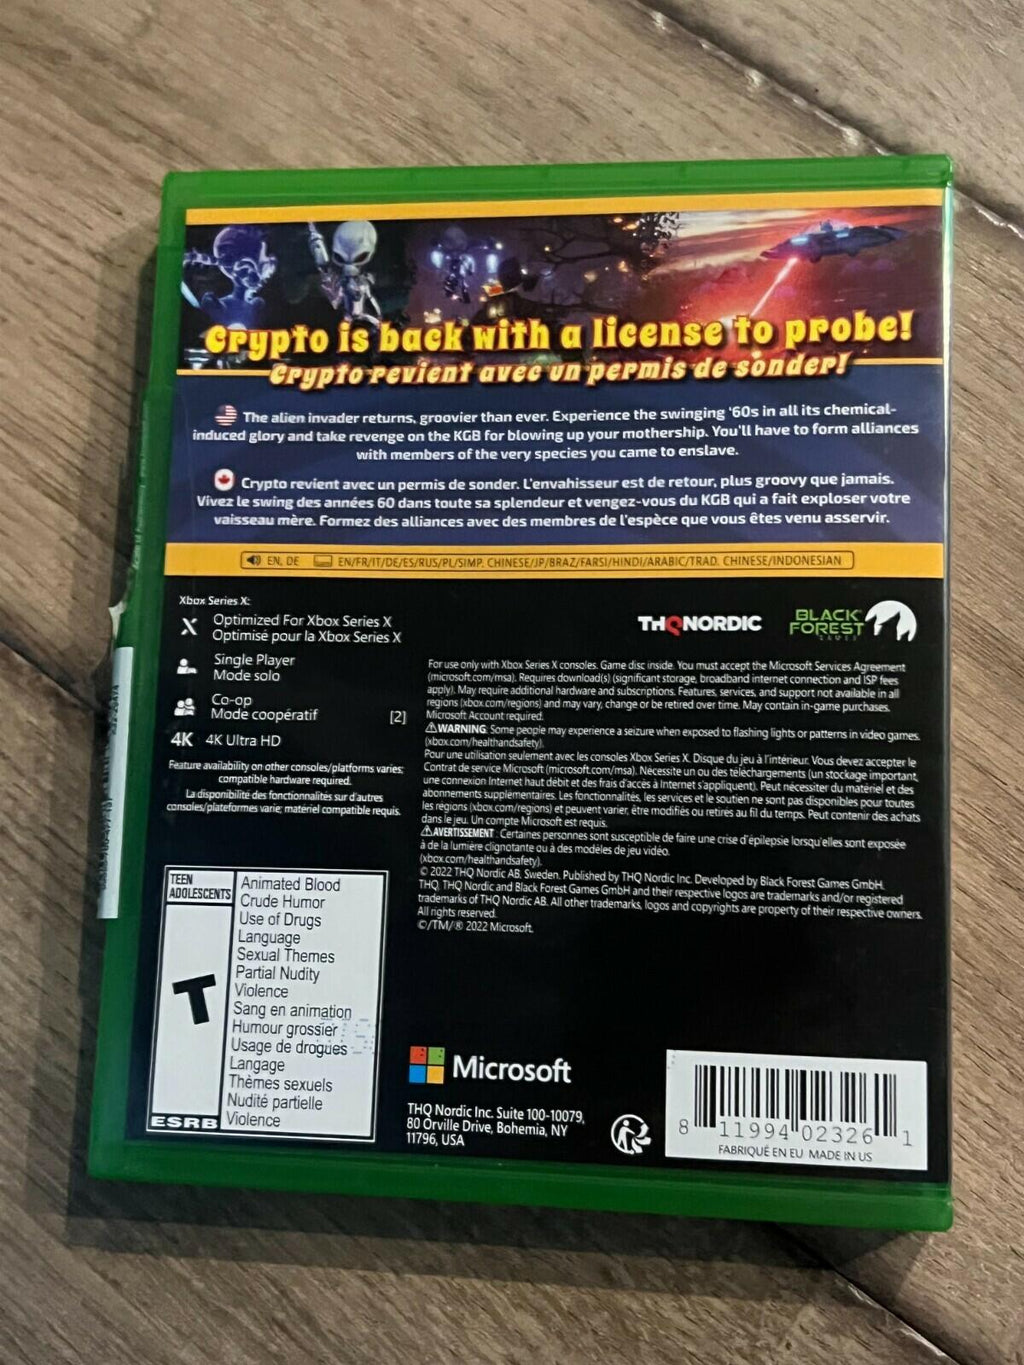 Crypto is back with a license to probe!
Crypto revient avec un permis de sonder!
The alien invader returns, groovier than ever. Experience the swinging '60s in all its chemical-
induced glory and take revenge on the KGB for blowing up your mothership. You'll have to form alliances
with members of the very species you came to enslave.
Crypto revient avec un permis de sonder. L'envahisseur est de retour, plus groovy que jamais.
Vivez le swing des années 60 dans toute sa splendeur et vengez-vous du KGB qui a fait exploser votre
vaisseau mère. Formez des alliances avec des membres de l'espèce que vous êtes venu asservir.
EN, DE EN/FR/IT/DE/ES/RUS/PL/SIMP. CHINESE/JP/BRAZ/FARSI/HINDI/ARABIC/TRAD. CHINESE/INDONESIAN
Xbox Series X:
X Optimized For Xbox Series X
Optimisé pour la Xbox Series X
Single Player
Mode solo
Co-op
Mode coopératif [2]
4K 4K Ultra HD
Feature availability on other consoles/platforms varies;
compatible hardware required.
La disponibilité des fonctionnalités sur d'autres
consoles/plateformes varie; matériel compatible requis.
THQ NORDIC
BLACK FOREST GAMES
For use only with Xbox Series X consoles. Game disc inside. You must accept the Microsoft Services Agreement
(microsoft.com/msa). Requires download(s) (significant storage, broadband internet connection and ISP fees
apply). May require additional hardware and subscriptions. Features, services, and support not available in all
regions (xbox.com/regions) and may vary, change or be retired over time. May contain in-game purchases.
Microsoft Account required.
⚠WARNING: Some people may experience a seizure when exposed to flashing lights or patterns in video games.
(xbox.com/healthandsafety).
Pour une utilisation seulement avec les consoles Xbox Series X. Disque du jeu à l'intérieur. Vous devez accepter le
Contrat de service Microsoft (microsoft.com/msa). Nécessite un ou des téléchargements (un stockage important,
une connexion Internet haut débit et des frais d'accès à Internet s'appliquent). Peut nécessiter du matériel et des
abonnements supplémentaires. Les fonctionnalités, les services et le soutien ne sont pas disponibles pour toutes
les régions (xbox.com/regions) et peuvent varier, être modifiés ou retirés au fil du temps. Peut contenir des achats
dans le jeu. Un compte Microsoft est requis.
⚠AVERTISSEMENT : Certaines personnes sont susceptible de faire une crise d'épilepsie lorsqu'elles sont exposée
à de la lumière clignotante ou à des modèles de jeu vidéo.
(xbox.com/healthandsafety).
© 2022 THQ Nordic AB, Sweden. Published by THQ Nordic Inc. Developed by Black Forest Games GmbH.
THQ, THQ Nordic and Black Forest Games GmbH and their respective logos are trademarks and/or registered
trademarks of THQ Nordic AB. All other trademarks, logos and copyrights are property of their respective owners.
All rights reserved.
©/TM/® 2022 Microsoft.
TEEN
ADOLESCENTS
T
ESRB
Animated Blood
Crude Humor
Use of Drugs
Language
Sexual Themes
Partial Nudity
Violence
Sang en animation
Humour grossier
Usage de drogues
Langage
Thèmes sexuels
Nudité partielle
Violence
Microsoft
THQ Nordic Inc. Suite 100-10079,
80 Orville Drive, Bohemia, NY
11796, USA
8 11994 02326 1
FABRIQUÉ EN EU MADE IN US